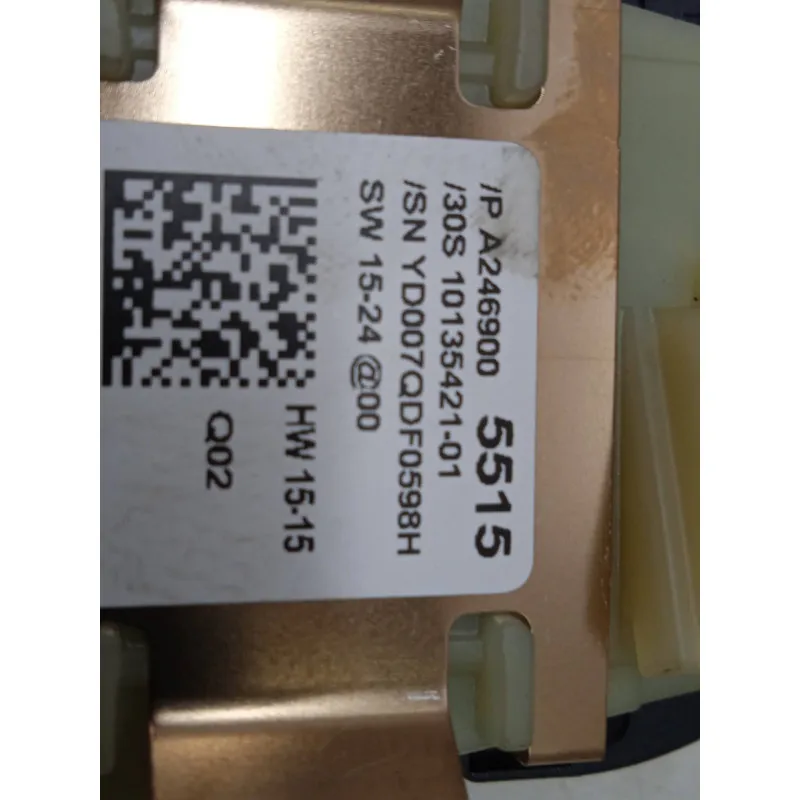 /P A246900 5515
/30S 10135421-01
/SN YD007QDF0598H
SW 15-24 @00
HW 15-15
Q02